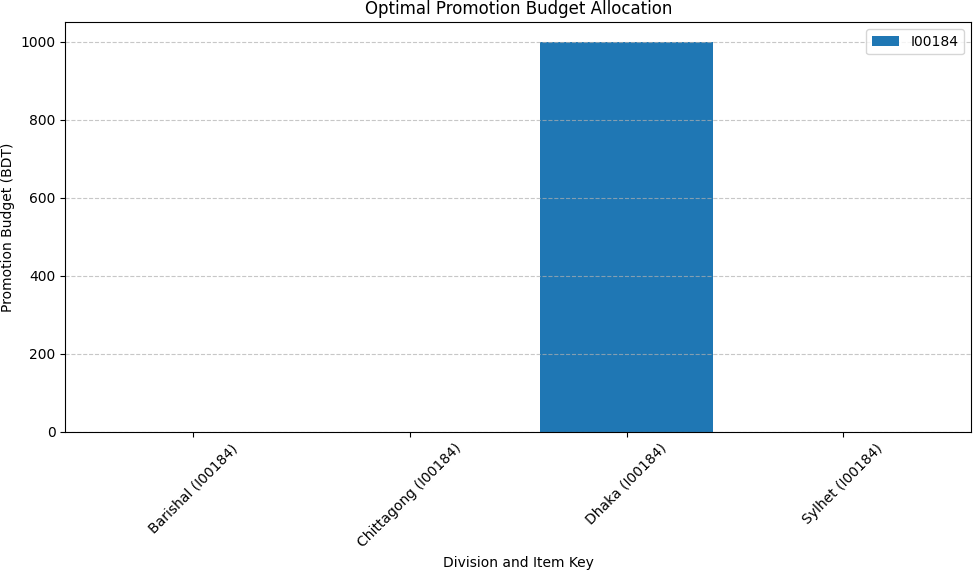 Optimal Promotion Budget Allocation
I00184
Promotion Budget (BDT)
1000
800
600
400
200
0
Barishal (I00184)
Chittagong (I00184)
Dhaka (I00184)
Sylhet (I00184)
Division and Item Key